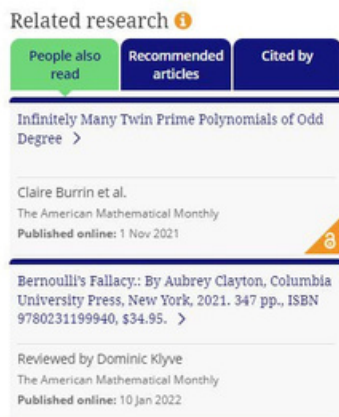 Related research
People also
read
Recommended
articles
Cited by
Infinitely Many Twin Prime Polynomials of Odd
Degree
Claire Burrin et al.
The American Mathematical Monthly
Published online: 1 Nov 2021
Bernoulli's Fallacy.: By Aubrey Clayton, Columbia
University Press, New York, 2021. 347 pp., ISBN
9780231199940, $34.95.
Reviewed by Dominic Klyve
The American Mathematical Monthly
Published online: 10 Jan 2022